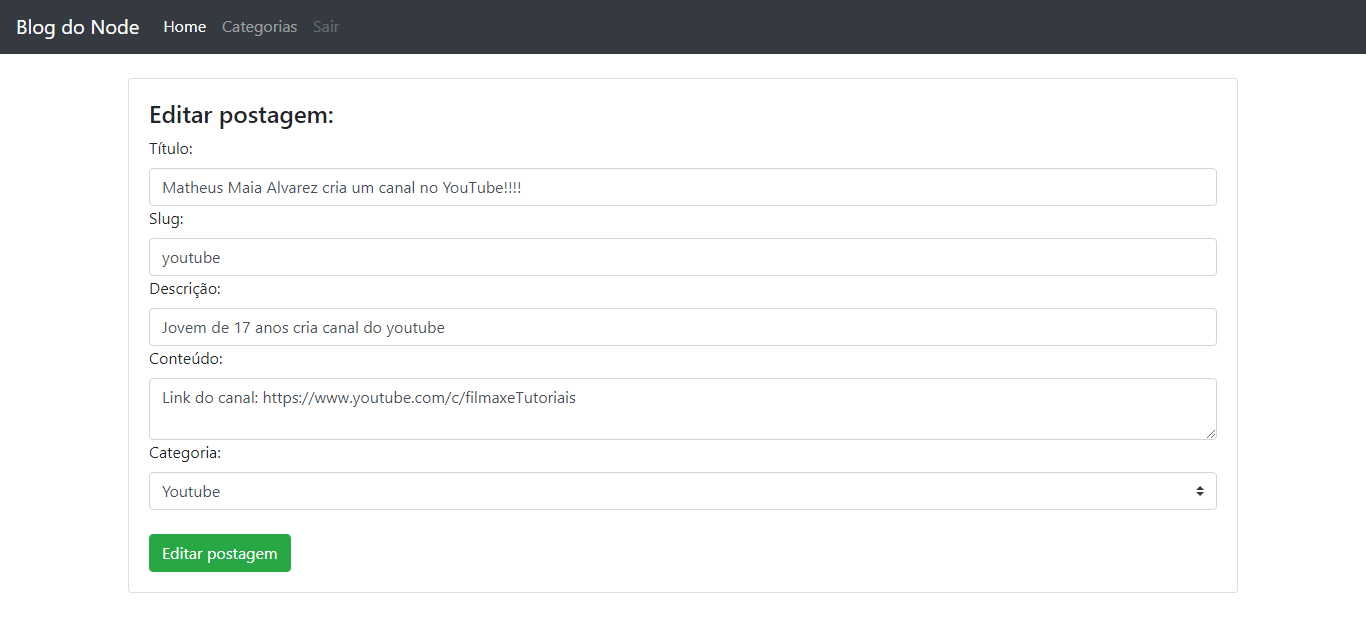 Blog do Node Home Categorias Sair
Editar postagem:
Título:
Matheus Maia Alvarez cria um canal no YouTube!!!!
Slug:
youtube
Descrição:
Jovem de 17 anos cria canal do youtube
Conteúdo:
Link do canal: https://www.youtube.com/c/filmaxeTutoriais
Categoria:
Youtube
Editar postagem